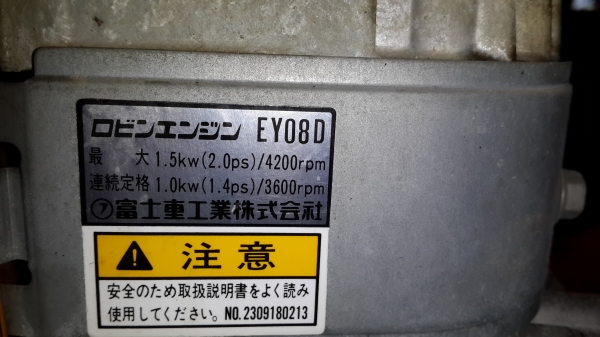 ロビンエンジン EY08D
最 大 1.5kw(2.0ps)/4200rpm
連続定格 1.0kw(1.4ps)/3600rpm
㋐富士重工業株式会社
注意
安全のため取扱説明書をよく読み
使用してください。 NO.2309180213